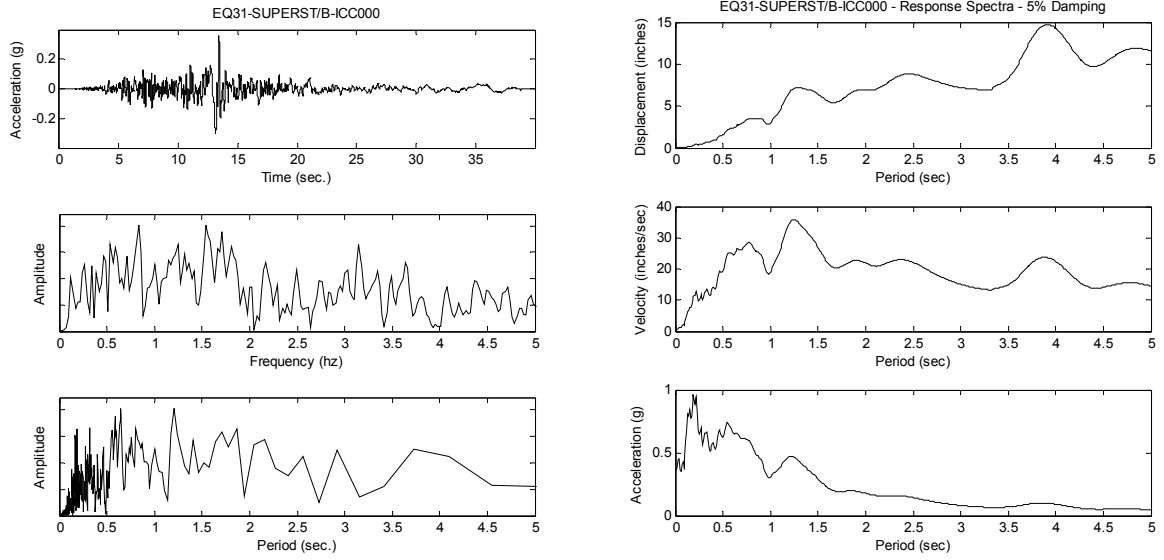 EQ31-SUPERST/B-ICC000
Acceleration (g)
0.2
0
-0.2
0 5 10 15 20 25 30 35
Time (sec.)
Amplitude
0 0.5 1 1.5 2 2.5 3 3.5 4 4.5 5
Frequency (hz)
Amplitude
0 0.5 1 1.5 2 2.5 3 3.5 4 4.5 5
Period (sec.)
EQ31-SUPERST/B-ICC000 - Response Spectra - 5% Damping
Displacement (inches)
15
10
5
0
0 0.5 1 1.5 2 2.5 3 3.5 4 4.5 5
Period (sec)
Velocity (inches/sec)
40
30
20
10
0
0 0.5 1 1.5 2 2.5 3 3.5 4 4.5 5
Period (sec)
Acceleration (g)
1
0.5
0
0 0.5 1 1.5 2 2.5 3 3.5 4 4.5 5
Period (sec)